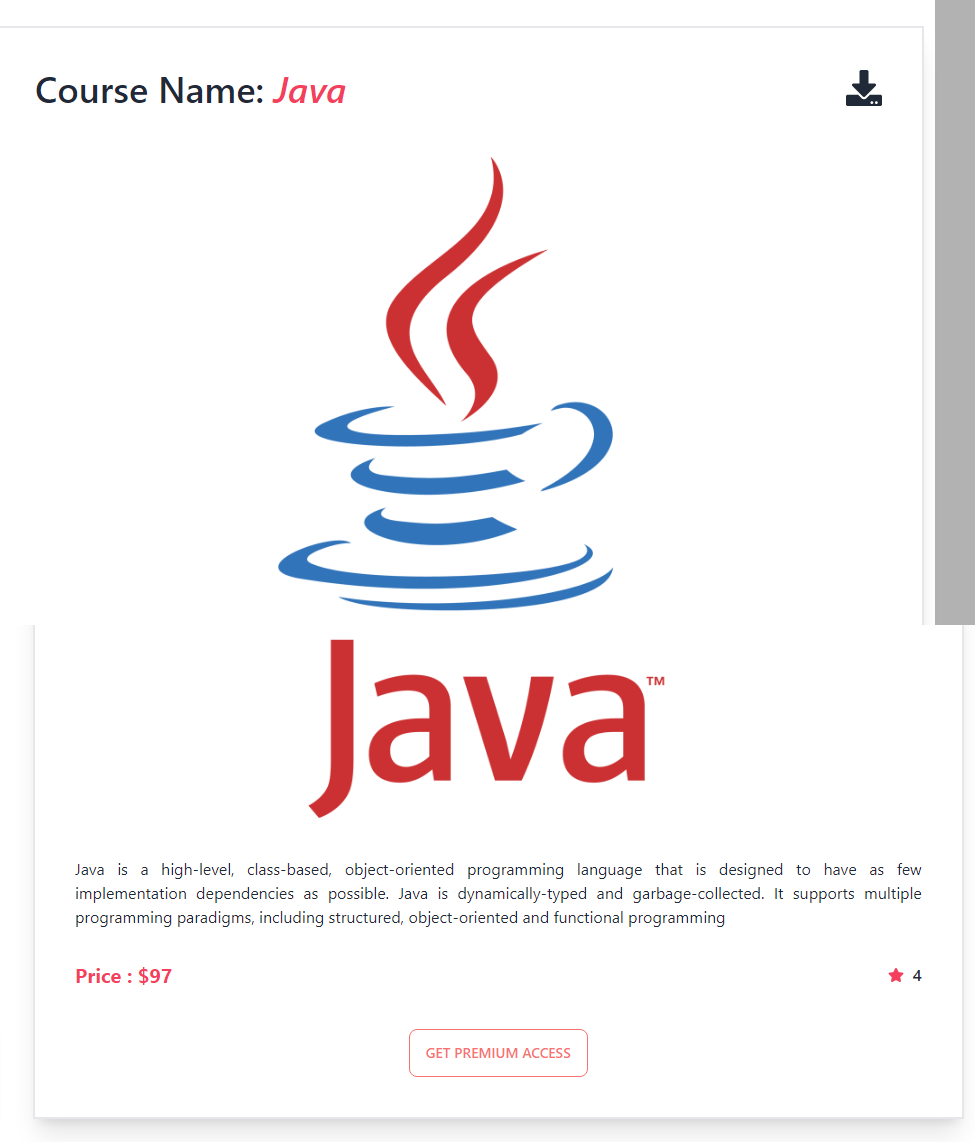 Course Name: Java
Java™
Java is a high-level, class-based, object-oriented programming language that is designed to have as few
implementation dependencies as possible. Java is dynamically-typed and garbage-collected. It supports multiple
programming paradigms, including structured, object-oriented and functional programming
Price : $97
4
GET PREMIUM ACCESS